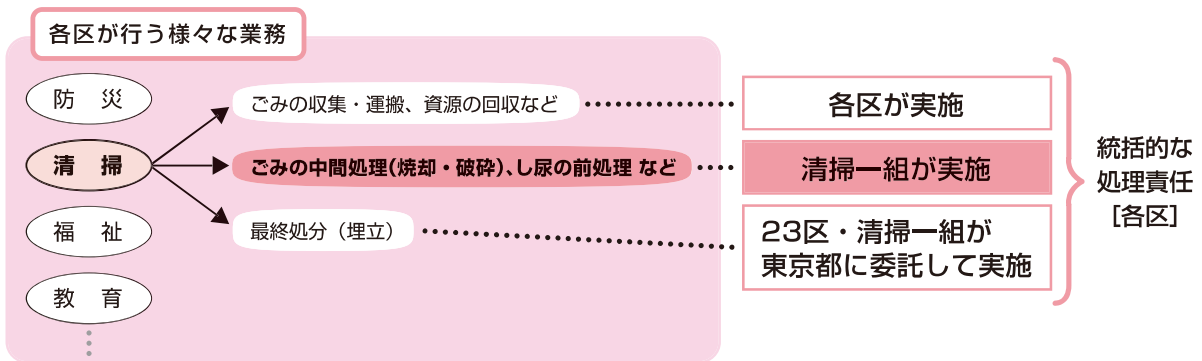 各区が行う様々な業務
防 災
清 掃
福 祉
教 育
ごみの収集・運搬、資源の回収など
ごみの中間処理(焼却・破砕)、し尿の前処理 など
最終処分（埋立）
各区が実施
清掃一組が実施
23区・清掃一組が
東京都に委託して実施
統括的な
処理責任
［各区］